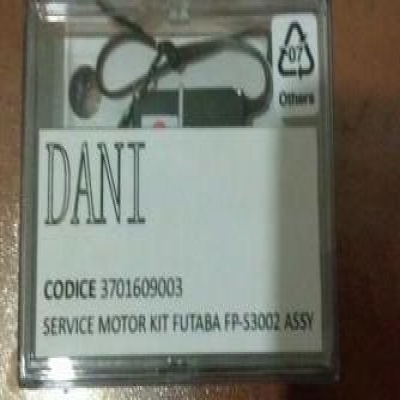 07
Others
DANI
CODICE 3701609003
SERVICE MOTOR KIT FUTABA FP-S3002 ASSY